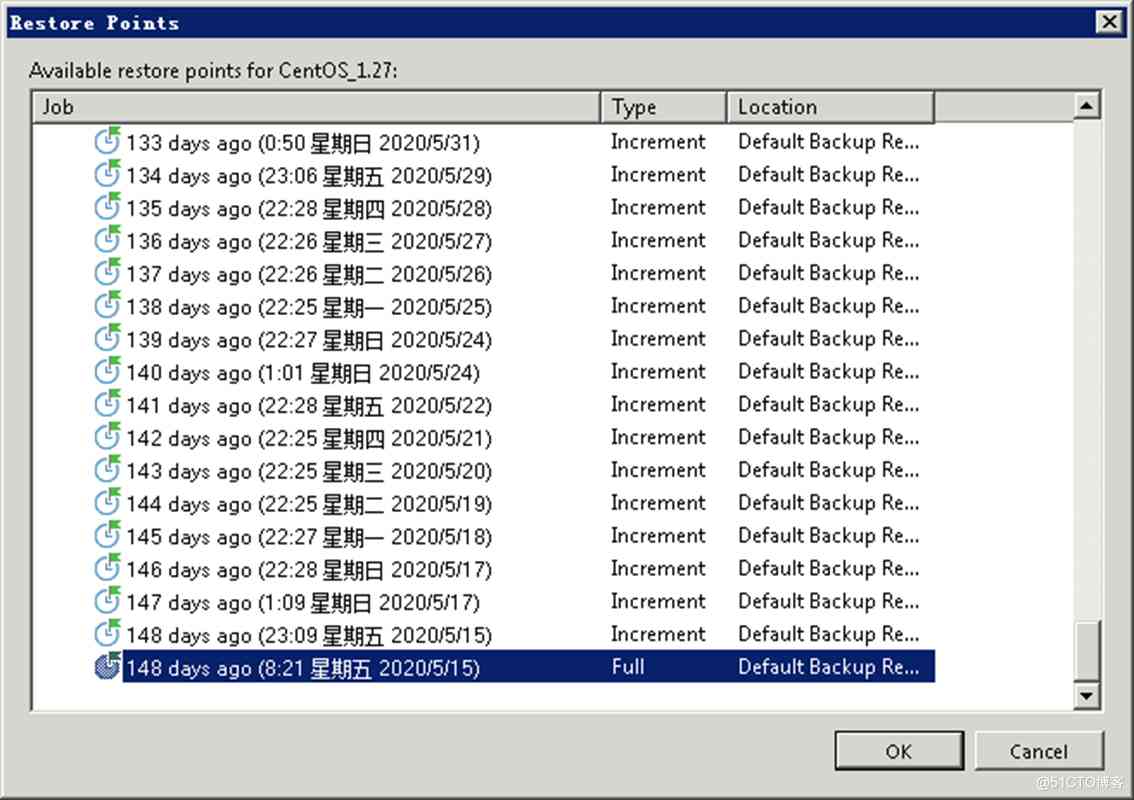 Restore Points
Available restore points for CentOS_1.27:
Job Type Location
133 days ago (0:50 星期日 2020/5/31) Increment Default Backup Re...
134 days ago (23:06 星期五 2020/5/29) Increment Default Backup Re...
135 days ago (22:28 星期四 2020/5/28) Increment Default Backup Re...
136 days ago (22:26 星期三 2020/5/27) Increment Default Backup Re...
137 days ago (22:26 星期二 2020/5/26) Increment Default Backup Re...
138 days ago (22:25 星期一 2020/5/25) Increment Default Backup Re...
139 days ago (22:27 星期日 2020/5/24) Increment Default Backup Re...
140 days ago (1:01 星期日 2020/5/24) Increment Default Backup Re...
141 days ago (22:28 星期五 2020/5/22) Increment Default Backup Re...
142 days ago (22:25 星期四 2020/5/21) Increment Default Backup Re...
143 days ago (22:25 星期三 2020/5/20) Increment Default Backup Re...
144 days ago (22:25 星期二 2020/5/19) Increment Default Backup Re...
145 days ago (22:27 星期一 2020/5/18) Increment Default Backup Re...
146 days ago (22:28 星期日 2020/5/17) Increment Default Backup Re...
147 days ago (1:09 星期日 2020/5/17) Increment Default Backup Re...
148 days ago (23:09 星期五 2020/5/15) Increment Default Backup Re...
148 days ago (8:21 星期五 2020/5/15) Full Default Backup Re...
OK Cancel
@51CTO博客